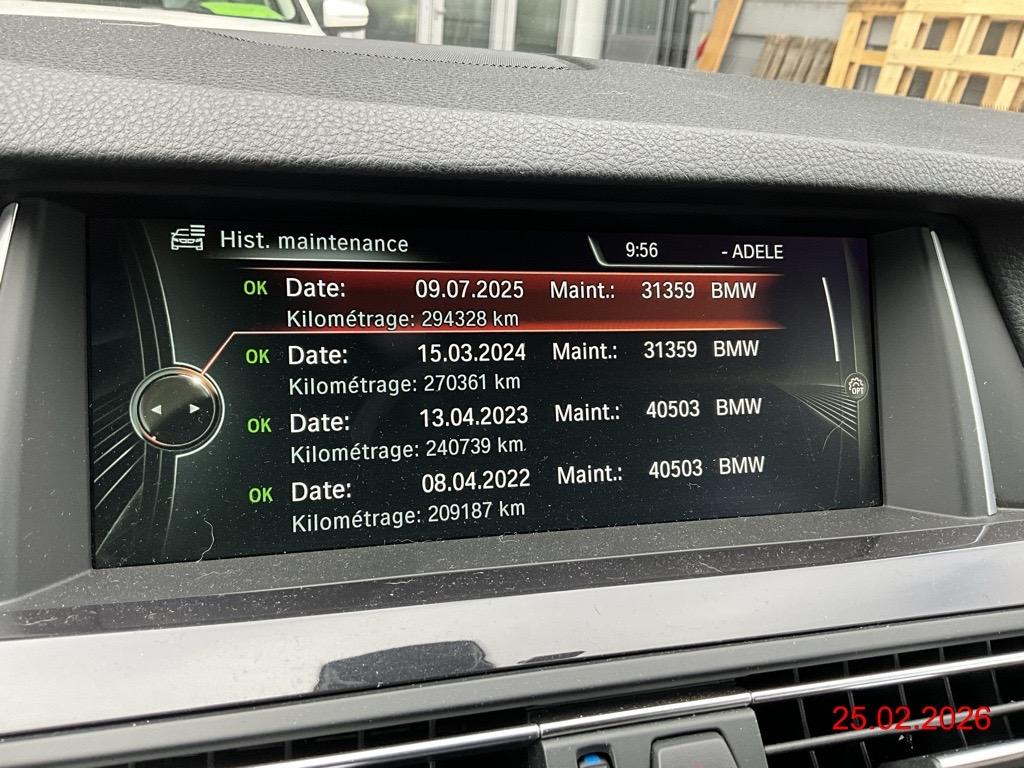 Hist. maintenance 9:56 - ADELE
OK Date: 09.07.2025 Maint.: 31359 BMW
Kilométrage: 294328 km
OK Date: 15.03.2024 Maint.: 31359 BMW
Kilométrage: 270361 km
OK Date: 13.04.2023 Maint.: 40503 BMW
Kilométrage: 240739 km
OK Date: 08.04.2022 Maint.: 40503 BMW
Kilométrage: 209187 km
OPT
25.02.2026